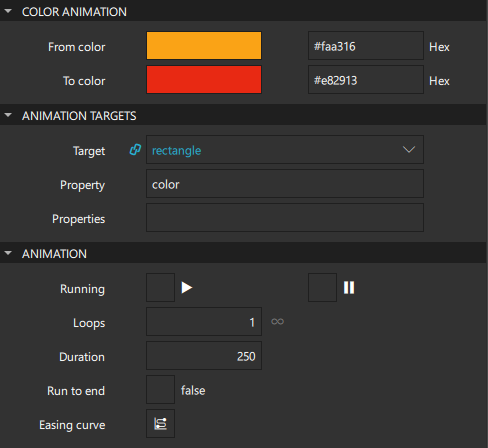 COLOR ANIMATION
From color #faa316 Hex
To color #e82913 Hex
ANIMATION TARGETS
Target rectangle
Property color
Properties
ANIMATION
Running
Loops 1
Duration 250
Run to end false
Easing curve